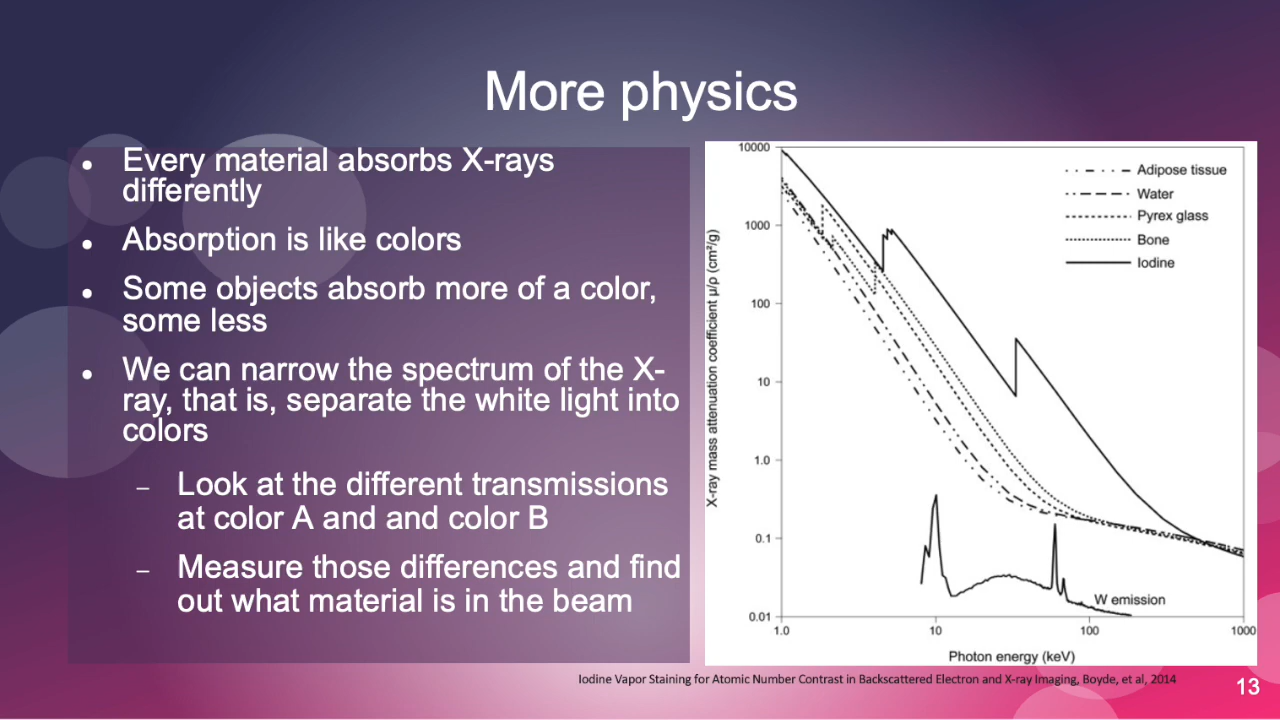 More physics
● Every material absorbs X-rays
differently
● Absorption is like colors
● Some objects absorb more of a color,
some less
● We can narrow the spectrum of the X-
ray, that is, separate the white light into
colors
– Look at the different transmissions
at color A and and color B
– Measure those differences and find
out what material is in the beam
X-ray mass attenuation coefficient µ/ρ (cm²/g)
10000
1000
100
10
1.0
0.1
0.01
Adipose tissue
Water
Pyrex glass
Bone
Iodine
W emission
1.0 10 100 1000
Photon energy (keV)
Iodine Vapor Staining for Atomic Number Contrast in Backscattered Electron and X-ray Imaging, Boyde, et al, 2014
13